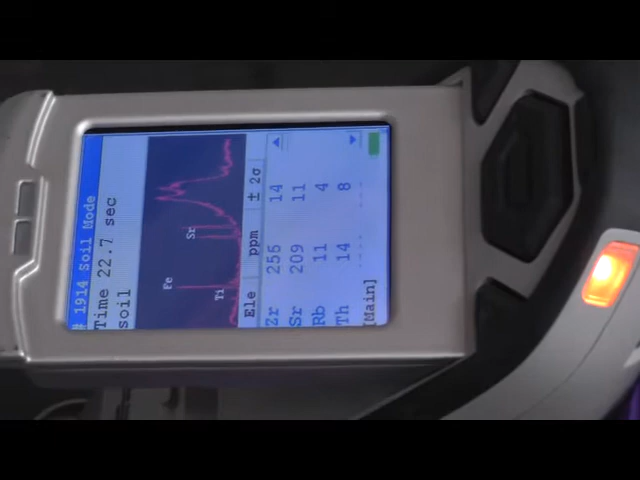 # 1914 Soil Mode
Time 22.7 sec
soil
Fe
Sr
Ti
Ele ppm ± 2σ
Zr 255 14
Sr 209 11
Rb 11 4
Th 14 8
[Main]